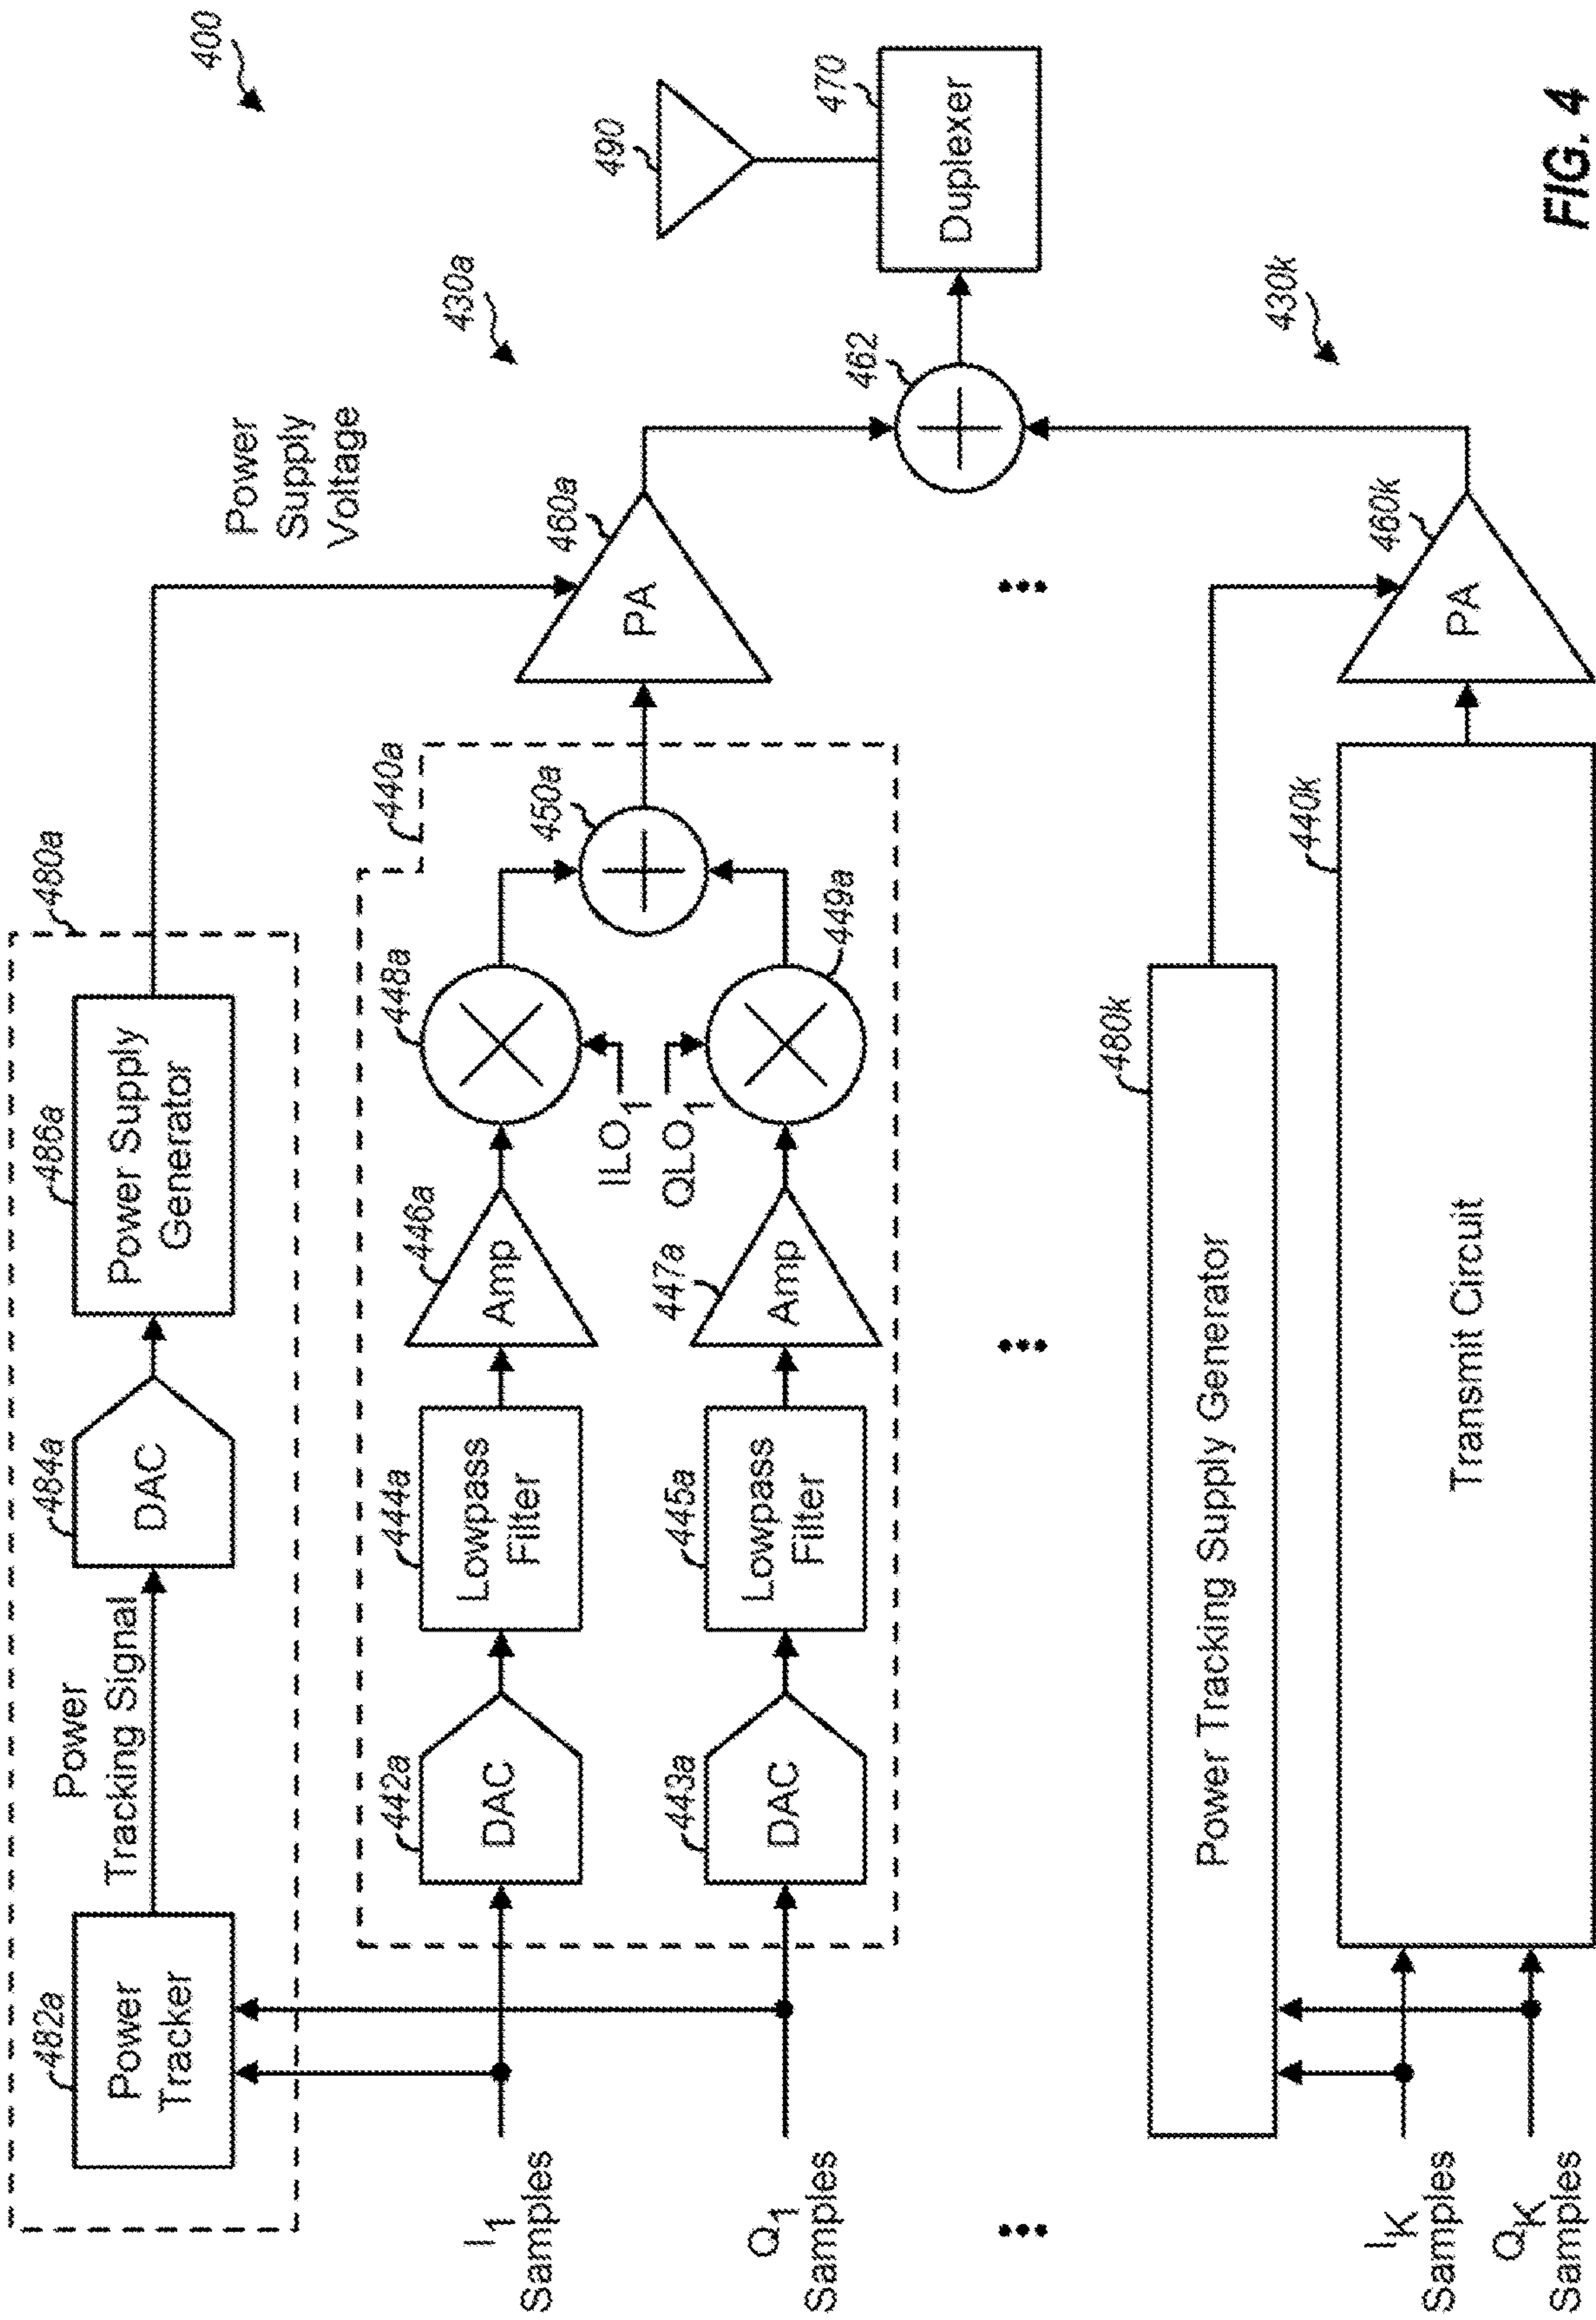 400
480a
482a
Power
Tracker
Power
Tracking Signal
484a
DAC
486a
Power Supply
Generator
Power
Supply
Voltage
430a
440a
I1
Samples
442a
DAC
444a
Lowpass
Filter
446a
Amp
448a
ILO1
450a
460a
PA
490
Q1
Samples
443a
DAC
445a
Lowpass
Filter
447a
Amp
QLO1
449a
462
470
Duplexer
...
...
...
480k
Power Tracking Supply Generator
430k
IK
Samples
QK
Samples
440k
Transmit Circuit
460k
PA
FIG. 4